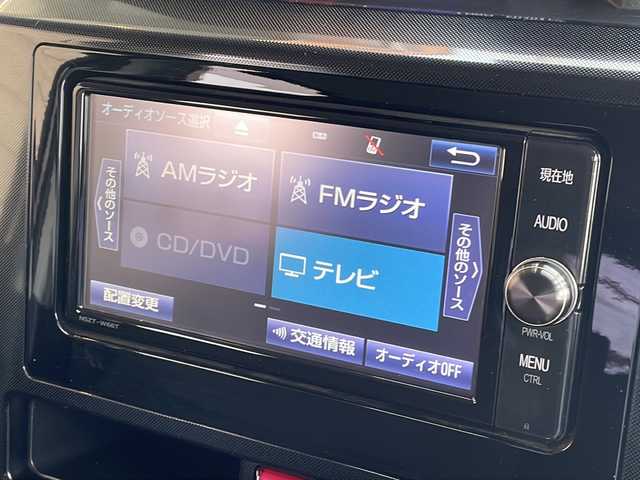 オーディオソース選択
現在地
AMラジオ
FMラジオ
その他のソース
その他のソース
AUDIO
CD/DVD
テレビ
配置変更
PWR・VOL
NSZT-W66T
交通情報
オーディオOFF
MENU
CTRL